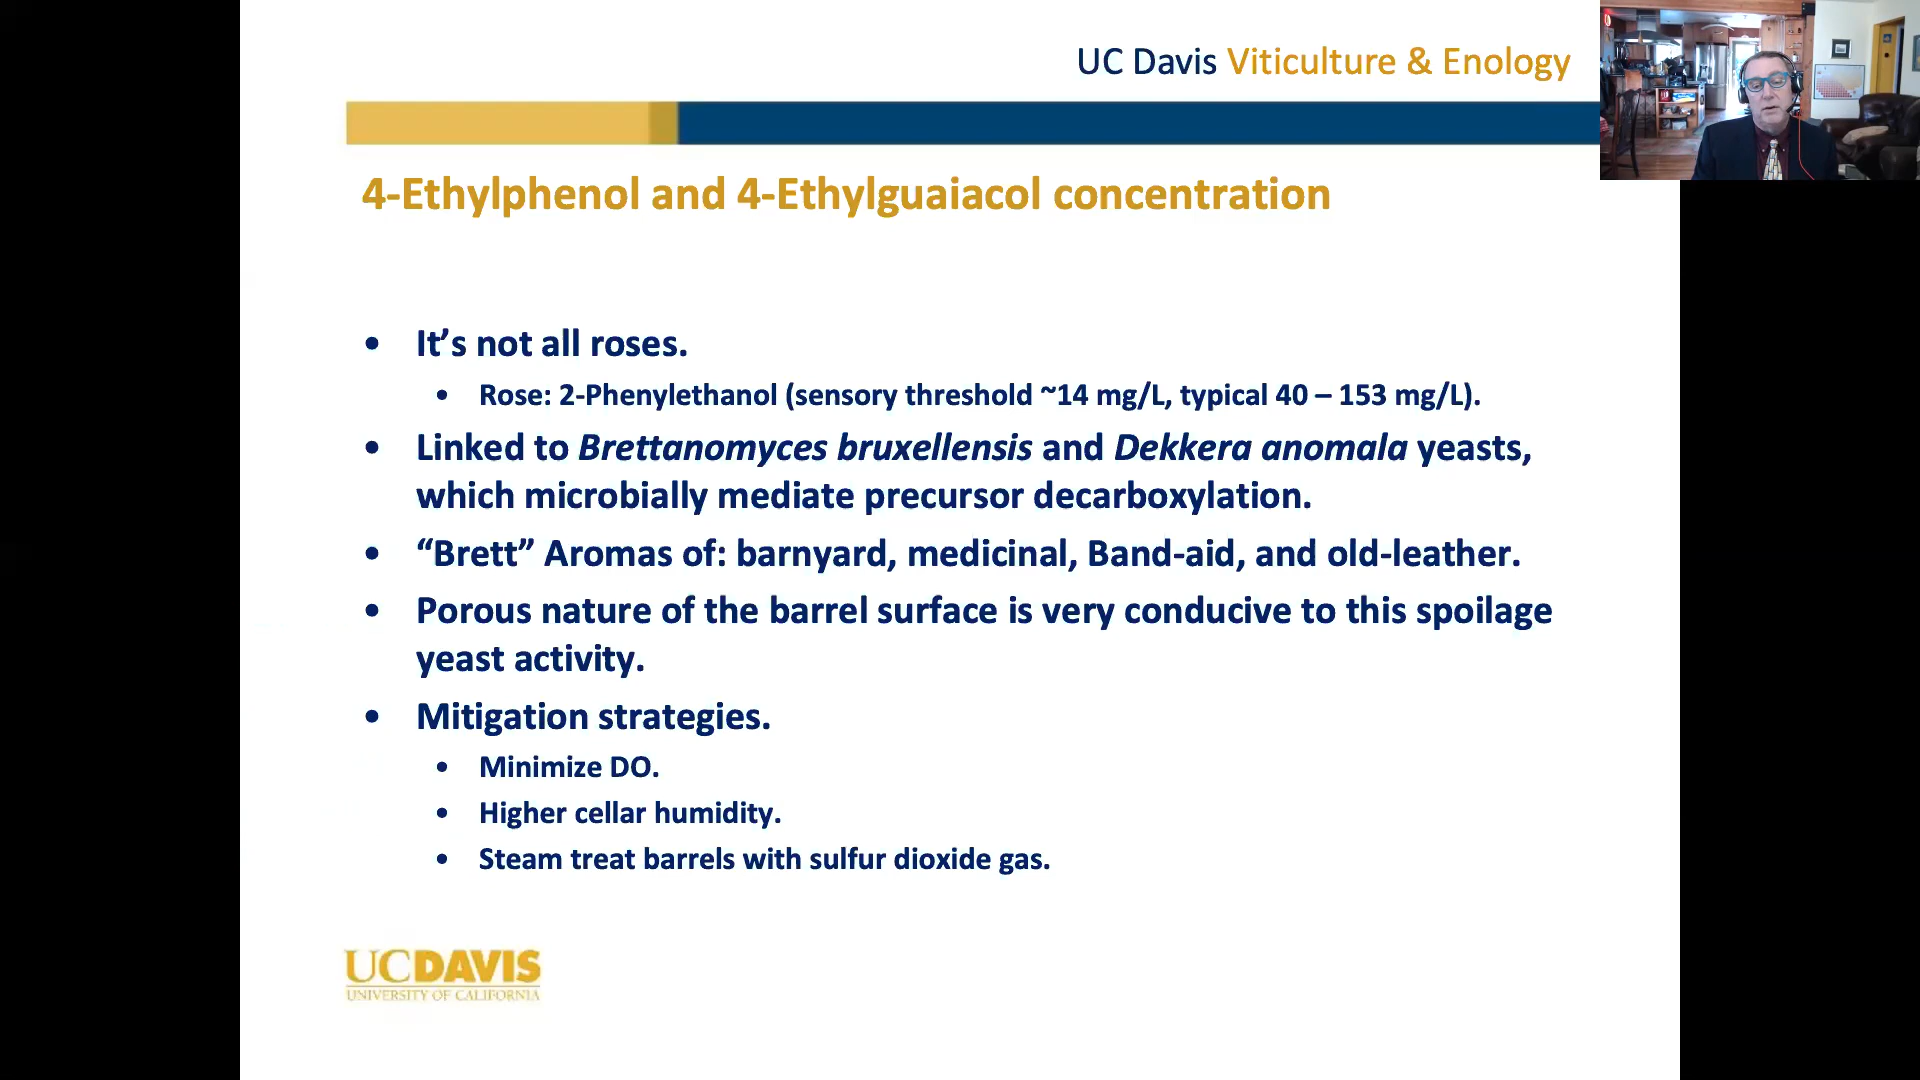 UC Davis Viticulture & Enology
4-Ethylphenol and 4-Ethylguaiacol concentration
• It’s not all roses.
• Rose: 2-Phenylethanol (sensory threshold ~14 mg/L, typical 40 – 153 mg/L).
• Linked to Brettanomyces bruxellensis and Dekkera anomala yeasts,
which microbially mediate precursor decarboxylation.
• “Brett” Aromas of: barnyard, medicinal, Band-aid, and old-leather.
• Porous nature of the barrel surface is very conducive to this spoilage
yeast activity.
• Mitigation strategies.
• Minimize DO.
• Higher cellar humidity.
• Steam treat barrels with sulfur dioxide gas.
UCDAVIS
UNIVERSITY OF CALIFORNIA